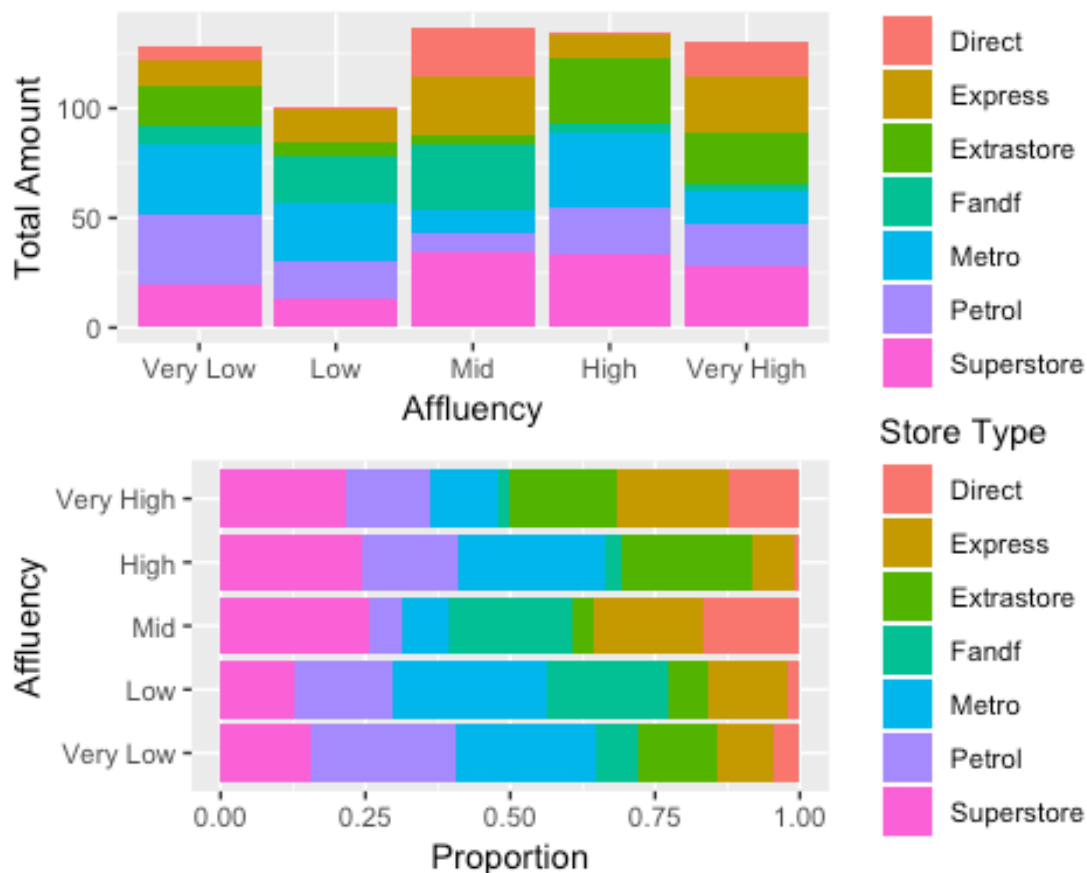 Total Amount
100
50
0
Very Low Low Mid High Very High
Affluency
Direct
Express
Extrastore
Fandf
Metro
Petrol
Superstore
Affluency
Very High
High
Mid
Low
Very Low
0.00 0.25 0.50 0.75 1.00
Proportion
Store Type
Direct
Express
Extrastore
Fandf
Metro
Petrol
Superstore